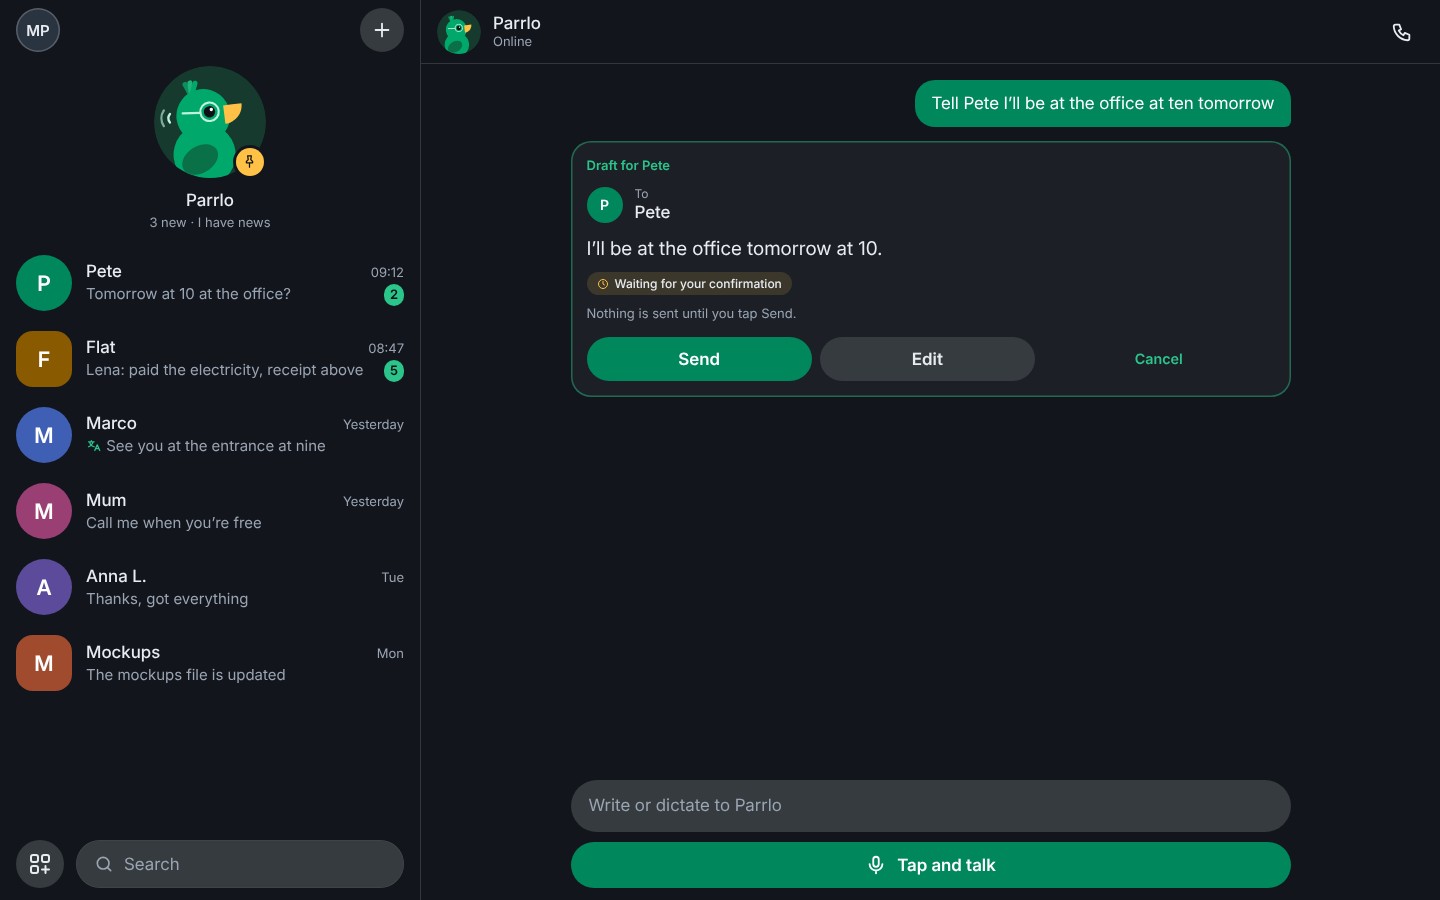 MP
Parrlo
3 new · I have news
P
Pete
09:12
Tomorrow at 10 at the office?
2
F
Flat
08:47
Lena: paid the electricity, receipt above
5
M
Marco
Yesterday
See you at the entrance at nine
M
Mum
Yesterday
Call me when you’re free
A
Anna L.
Tue
Thanks, got everything
M
Mockups
Mon
The mockups file is updated
Search
Parrlo
Online
Tell Pete I’ll be at the office at ten tomorrow
Draft for Pete
P
To
Pete
I’ll be at the office tomorrow at 10.
Waiting for your confirmation
Nothing is sent until you tap Send.
Send
Edit
Cancel
Write or dictate to Parrlo
Tap and talk